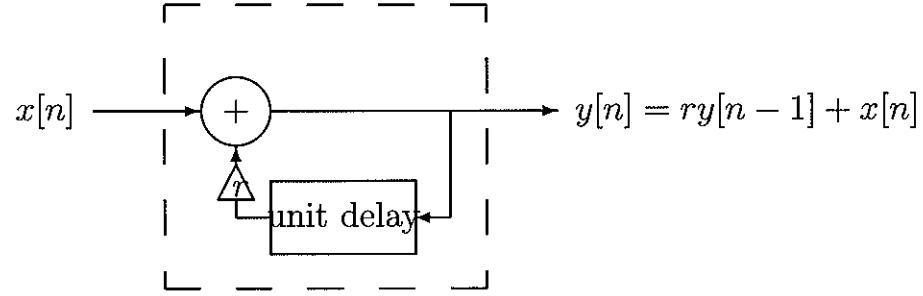 x[n]
+
y[n] = ry[n − 1] + x[n]
r
unit delay